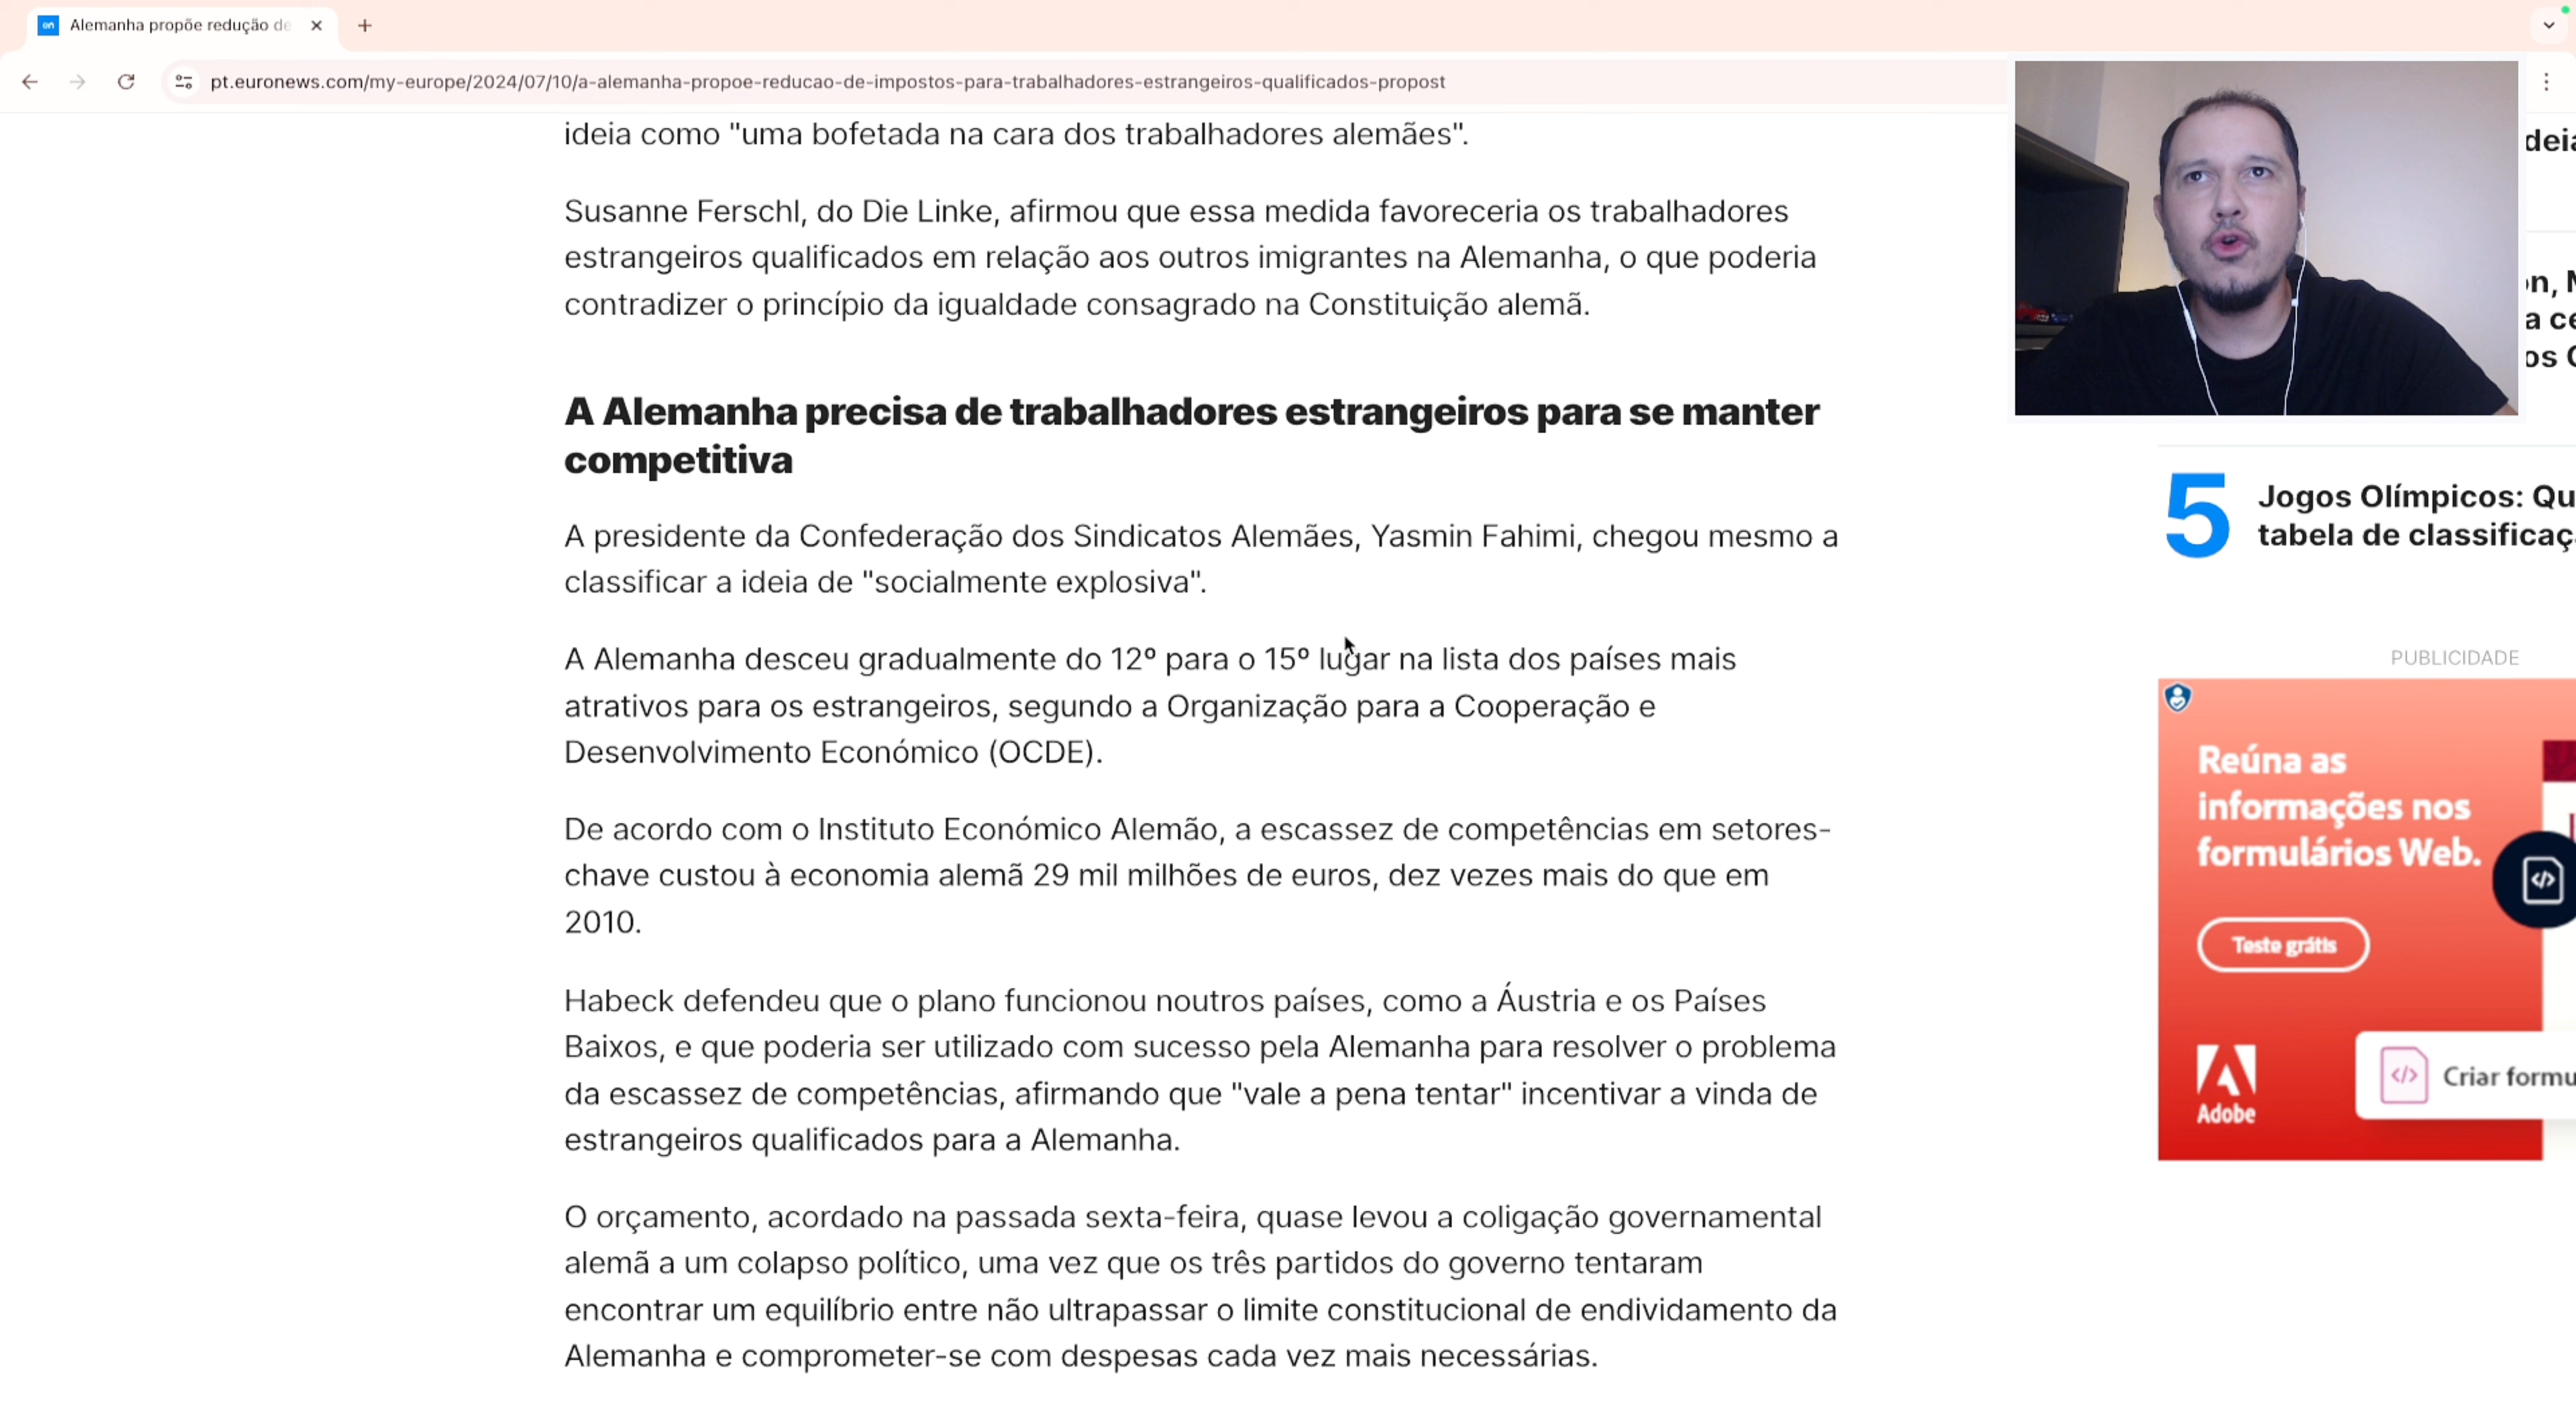 Alemanha propõe redução de
pt.euronews.com/my-europe/2024/07/10/a-alemanha-propoe-reducao-de-impostos-para-trabalhadores-estrangeiros-qualificados-propost
ideia como "uma bofetada na cara dos trabalhadores alemães".
Susanne Ferschl, do Die Linke, afirmou que essa medida favoreceria os trabalhadores
estrangeiros qualificados em relação aos outros imigrantes na Alemanha, o que poderia
contradizer o princípio da igualdade consagrado na Constituição alemã.
A Alemanha precisa de trabalhadores estrangeiros para se manter
competitiva
A presidente da Confederação dos Sindicatos Alemães, Yasmin Fahimi, chegou mesmo a
classificar a ideia de "socialmente explosiva".
A Alemanha desceu gradualmente do 12º para o 15º lugar na lista dos países mais
atrativos para os estrangeiros, segundo a Organização para a Cooperação e
Desenvolvimento Económico (OCDE).
De acordo com o Instituto Económico Alemão, a escassez de competências em setores-
chave custou à economia alemã 29 mil milhões de euros, dez vezes mais do que em
2010.
Habeck defendeu que o plano funcionou noutros países, como a Áustria e os Países
Baixos, e que poderia ser utilizado com sucesso pela Alemanha para resolver o problema
da escassez de competências, afirmando que "vale a pena tentar" incentivar a vinda de
estrangeiros qualificados para a Alemanha.
O orçamento, acordado na passada sexta-feira, quase levou a coligação governamental
alemã a um colapso político, uma vez que os três partidos do governo tentaram
encontrar um equilíbrio entre não ultrapassar o limite constitucional de endividamento da
Alemanha e comprometer-se com despesas cada vez mais necessárias.
5
Jogos Olímpicos: Qu
tabela de classificaç
PUBLICIDADE
Reúna as
informações nos
formulários Web.
Teste grátis
Adobe
Criar formu